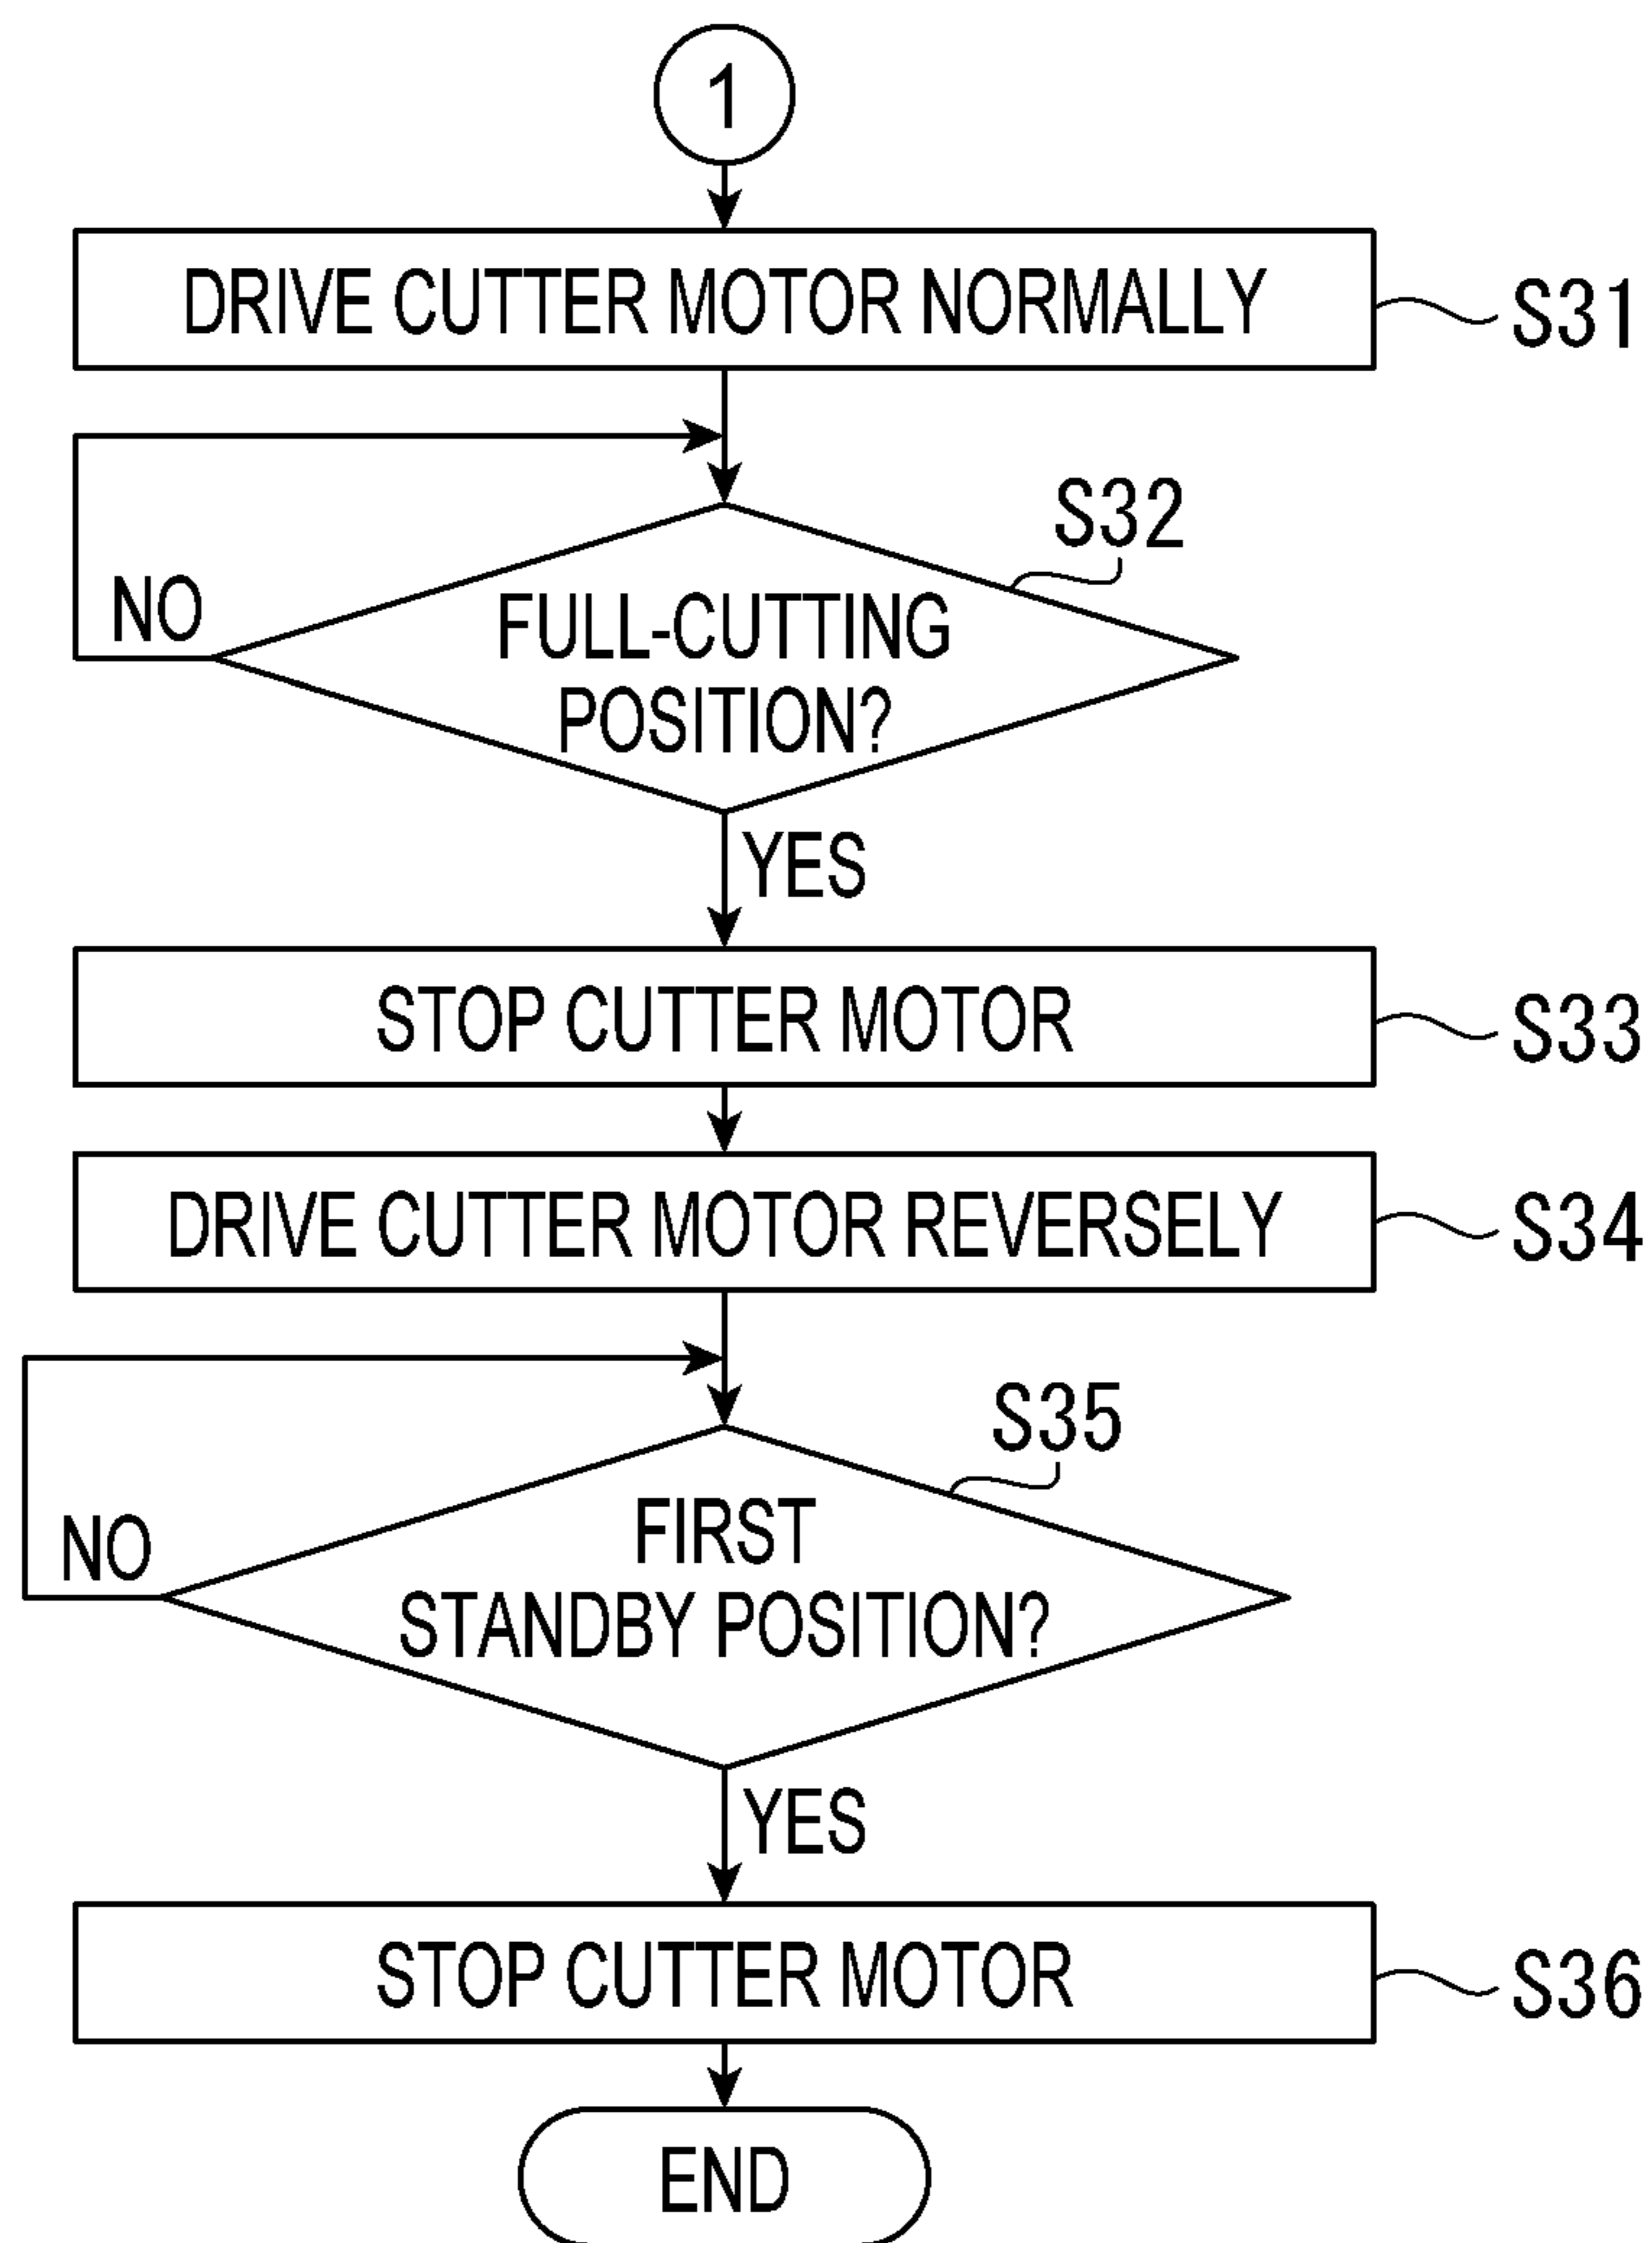 1
DRIVE CUTTER MOTOR NORMALLY
S31
S32
NO
FULL-CUTTING
POSITION?
YES
STOP CUTTER MOTOR
S33
DRIVE CUTTER MOTOR REVERSELY
S34
S35
NO
FIRST
STANDBY POSITION?
YES
STOP CUTTER MOTOR
S36
END